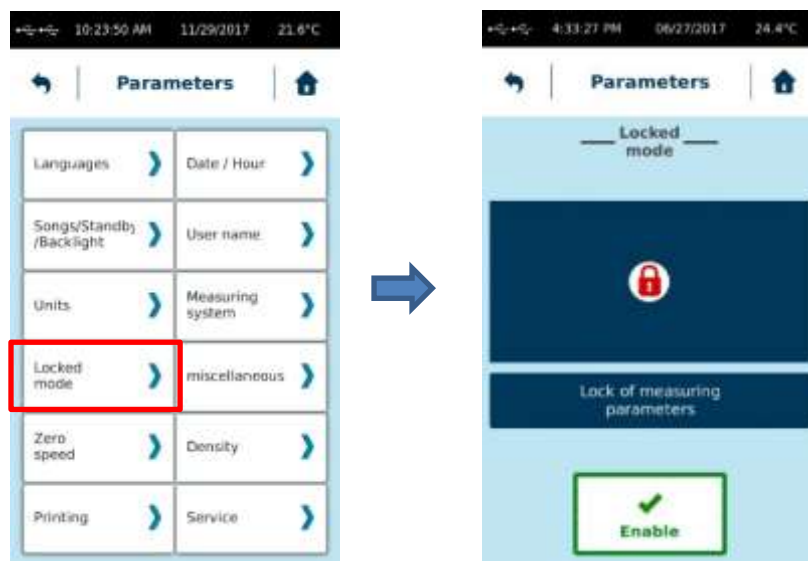 10:23:50 AM 11/29/2017 21.6°C
Parameters
Languages
Date / Hour
Songs/Standby
/Backlight
User name
Units
Measuring
system
Locked
mode
miscellaneous
Zero
speed
Density
Printing
Service
4:33:27 PM 06/27/2017 24.4°C
Parameters
Locked
mode
Lock of measuring
parameters
Enable